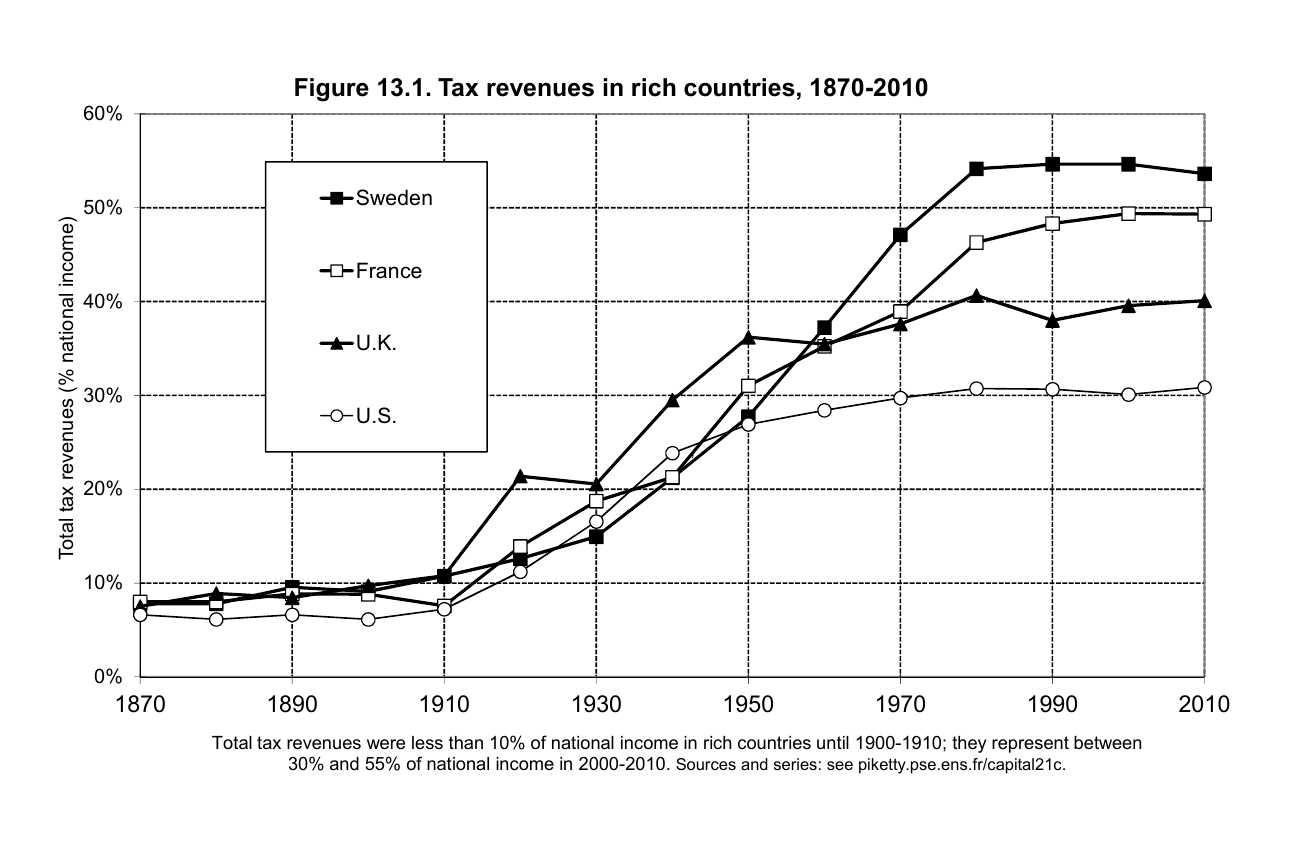 Figure 13.1. Tax revenues in rich countries, 1870-2010
Total tax revenues (% national income)
60%
50%
40%
30%
20%
10%
0%
Sweden
France
U.K.
U.S.
1870 1890 1910 1930 1950 1970 1990 2010
Total tax revenues were less than 10% of national income in rich countries until 1900-1910; they represent between
30% and 55% of national income in 2000-2010. Sources and series: see piketty.pse.ens.fr/capital21c.